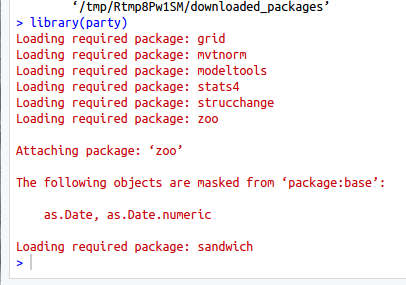 ‘/tmp/Rtmp8Pw1SM/downloaded_packages’
> library(party)
Loading required package: grid
Loading required package: mvtnorm
Loading required package: modeltools
Loading required package: stats4
Loading required package: strucchange
Loading required package: zoo
Attaching package: ‘zoo’
The following objects are masked from ‘package:base’:
as.Date, as.Date.numeric
Loading required package: sandwich
>